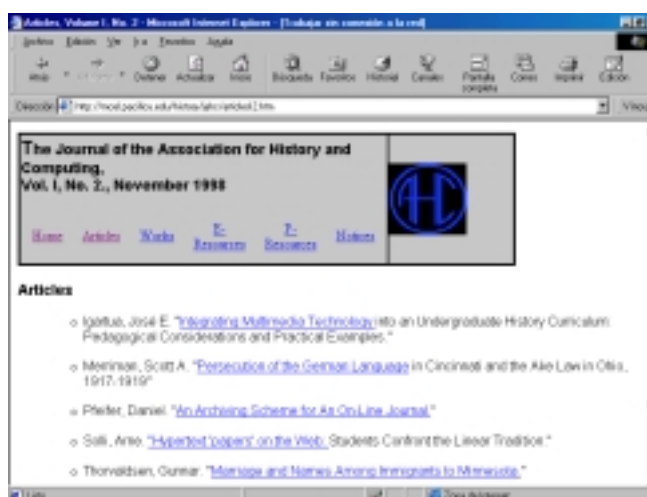 Articles, Volume I, No. 2 - Microsoft Internet Explorer - [Trabajar sin conexión a la red]
Archivo Edición Ver Ir a Favoritos Ayuda
Atrás Detener Actualizar Inicio Búsqueda Favoritos Historial Canales Pantalla completa Correo Imprimir Edición
Dirección
The Journal of the Association for History and
Computing,
Vol. I, No. 2., November 1998
AHC
Home Articles Works E-Resources P-Resources Notices
Articles
Igartua, José E. "Integrating Multimedia Technology into an Undergraduate History Curriculum:
Pedagogical Considerations and Practical Examples."
Merriman, Scott A. "Persecution of the German Language in Cincinnati and the Ake Law in Ohio,
1917-1919"
Pfeifer, Daniel. "An Archiving Scheme for An On-Line Journal."
Salli, Arne. "Hypertext 'papers' on the Web: Students Confront the Linear Tradition."
Thorvaldsen, Gunnar. "Marriage and Names Among Immigrants to Minnesota."